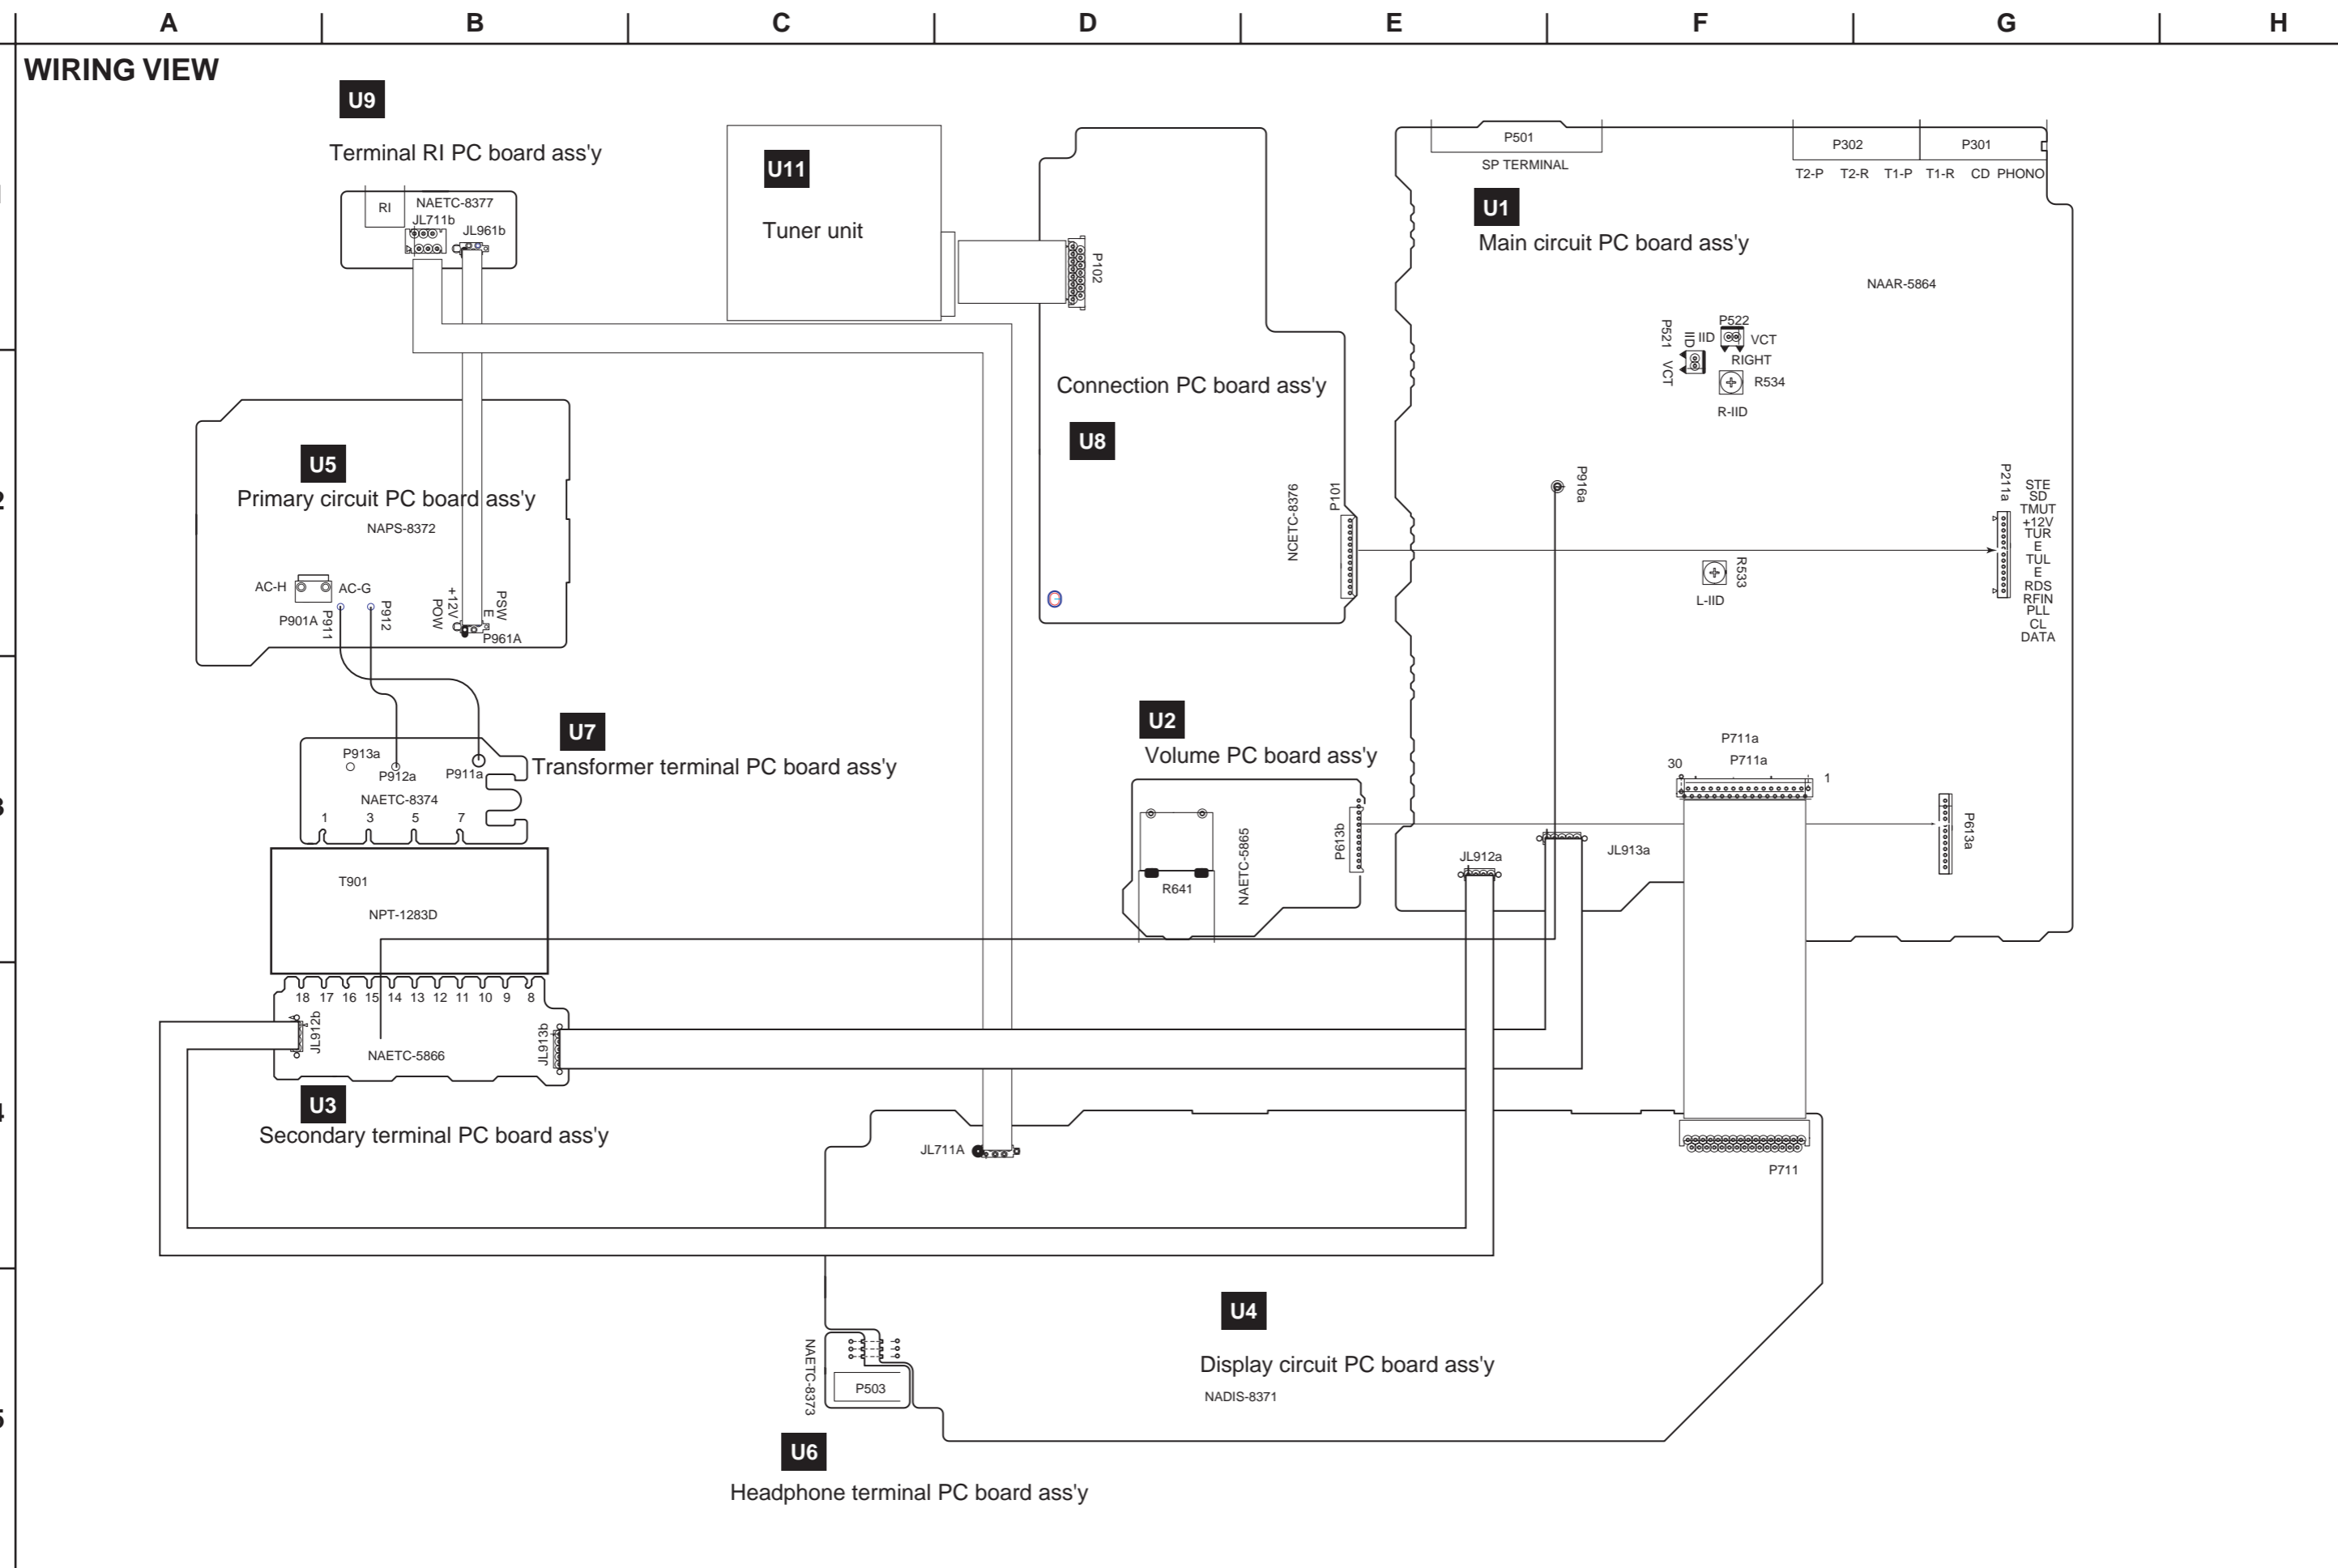 A B C D E F G H
WIRING VIEW
U9
Terminal RI PC board ass'y
RI
NAETC-8377
JL711b
JL961b
U11
Tuner unit
P102
Connection PC board ass'y
U8
NCETC-8376
P101
P501
SP TERMINAL
P302
P301
T2-P T2-R T1-P T1-R CD PHONO
U1
Main circuit PC board ass'y
NAAR-5864
P522
IID
VCT
RIGHT
P521
IID
VCT
R534
R-IID
P916a
P211a
STE
SD
TMUT
+12V
TUR
E
TUL
E
RDS
RFIN
PLL
CL
DATA
R533
L-IID
1
2
U5
Primary circuit PC board ass'y
NAPS-8372
AC-H
AC-G
P901A
P911
P912
+12V
POW
PSW
E
P961A
U7
Transformer terminal PC board ass'y
P913a
P912a
P911a
NAETC-8374
1 3 5 7
3
T901
NPT-1283D
U2
Volume PC board ass'y
R641
NAETC-5865
P613b
P711a
P711a
30
1
P613a
JL912a
JL913a
18 17 16 15 14 13 12 11 10 9 8
JL912b
NAETC-5866
JL913b
U3
Secondary terminal PC board ass'y
4
JL711A
P711
U4
Display circuit PC board ass'y
NADIS-8371
NAETC-8373
P503
5
U6
Headphone terminal PC board ass'y